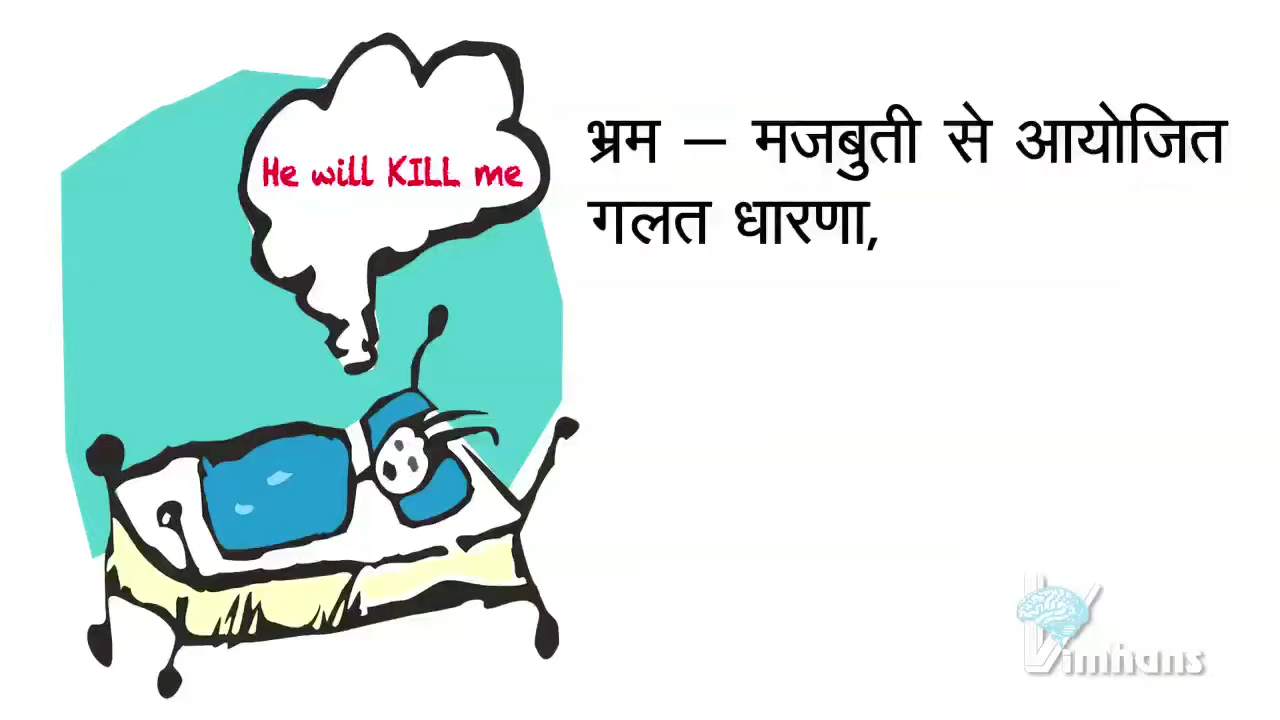 He will KILL me
भ्रम – मजबुती से आयोजित
गलत धारणा,
Vimhans